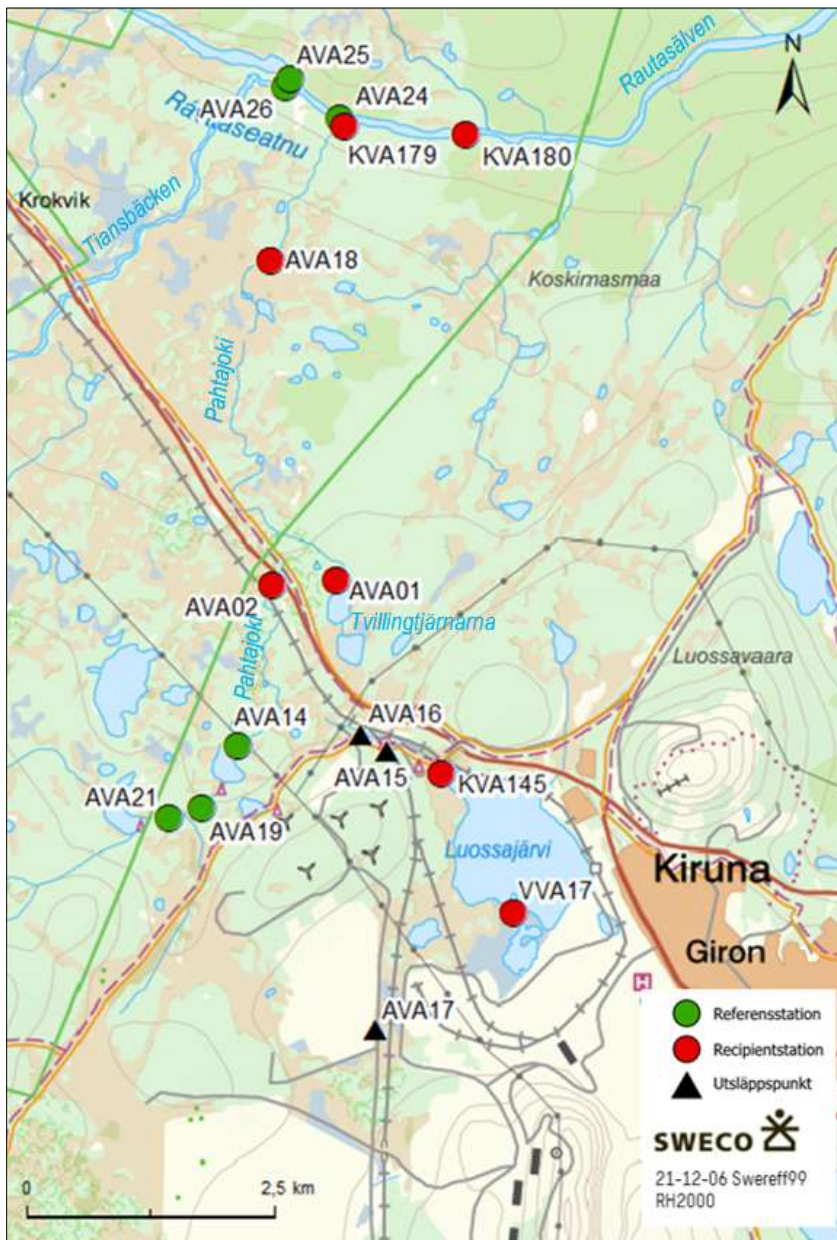 AVA25
Rautasälven
N
AVA26
AVA24
Rávttaseatnu
KVA179
KVA180
Krokvik
Tiansbäcken
AVA18
Koskimasmaa
Pahtajoki
AVA02
AVA01
Tvillingtjärnarna
Pahtajoki
Luossavaara
AVA14
AVA16
AVA15
KVA145
AVA21
AVA19
Luossajärvi
Kiruna
VVA17
Giron
H
AVA17
Referensstation
Recipientstation
Utsläppspunkt
SWECO
21-12-06 Swereff99
RH2000
0
2,5 km